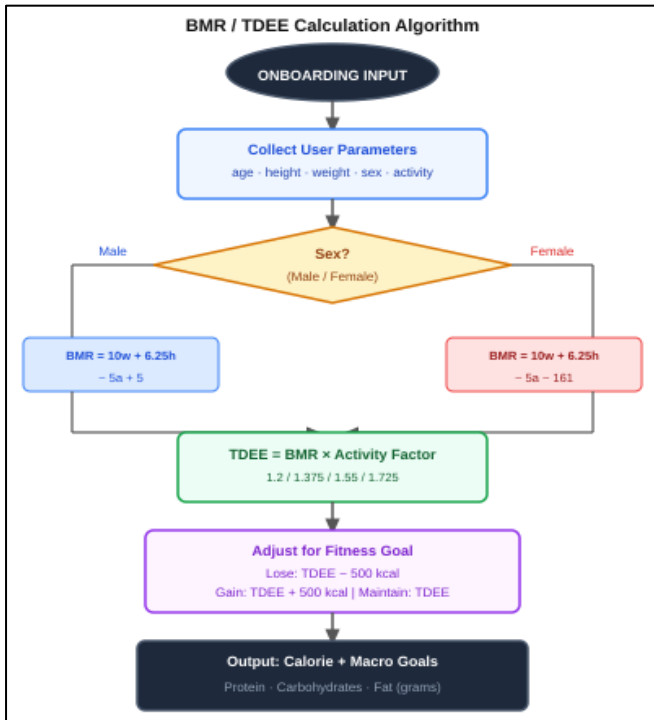 BMR / TDEE Calculation Algorithm
ONBOARDING INPUT
Collect User Parameters
age · height · weight · sex · activity
Sex?
(Male / Female)
Male
Female
BMR = 10w + 6.25h
− 5a + 5
BMR = 10w + 6.25h
− 5a − 161
TDEE = BMR × Activity Factor
1.2 / 1.375 / 1.55 / 1.725
Adjust for Fitness Goal
Lose: TDEE − 500 kcal
Gain: TDEE + 500 kcal | Maintain: TDEE
Output: Calorie + Macro Goals
Protein · Carbohydrates · Fat (grams)